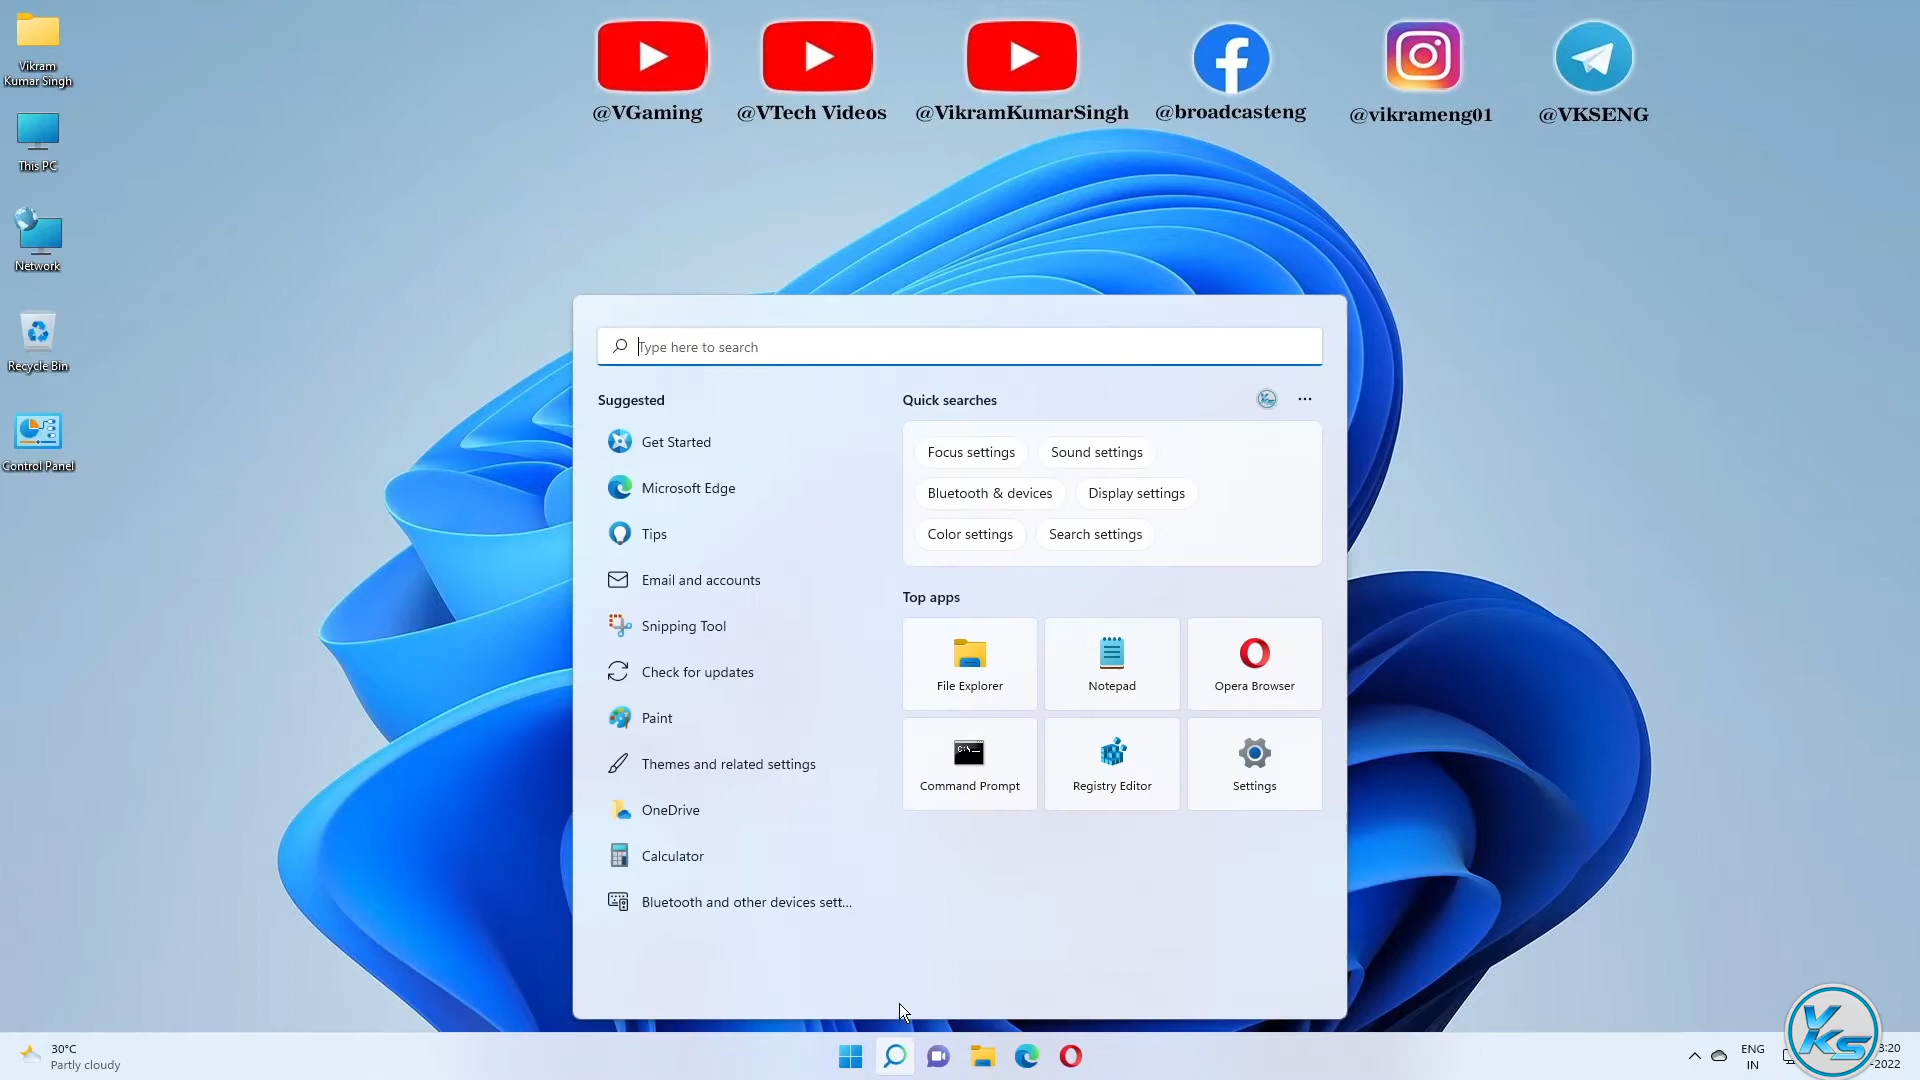 Vikram
Kumar Singh
This PC
Network
Recycle Bin
Control Panel
@VGaming
@VTech Videos
@VikramKumarSingh
@broadcasteng
@vikrameng01
@VKSENG
Type here to search
Suggested
Get Started
Microsoft Edge
Tips
Email and accounts
Snipping Tool
Check for updates
Paint
Themes and related settings
OneDrive
Calculator
Bluetooth and other devices sett...
Quick searches
Focus settings
Sound settings
Bluetooth & devices
Display settings
Color settings
Search settings
Top apps
File Explorer
Notepad
Opera Browser
C:\
Command Prompt
Registry Editor
Settings
30°C
Partly cloudy
ENG
IN
VKS
3:20
-2022